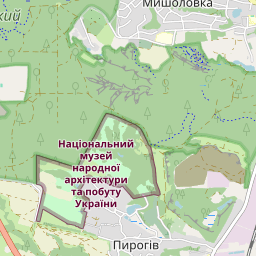 Мишоловка
Національний
музей
народної
архітектури
та побуту
України
Пирогів